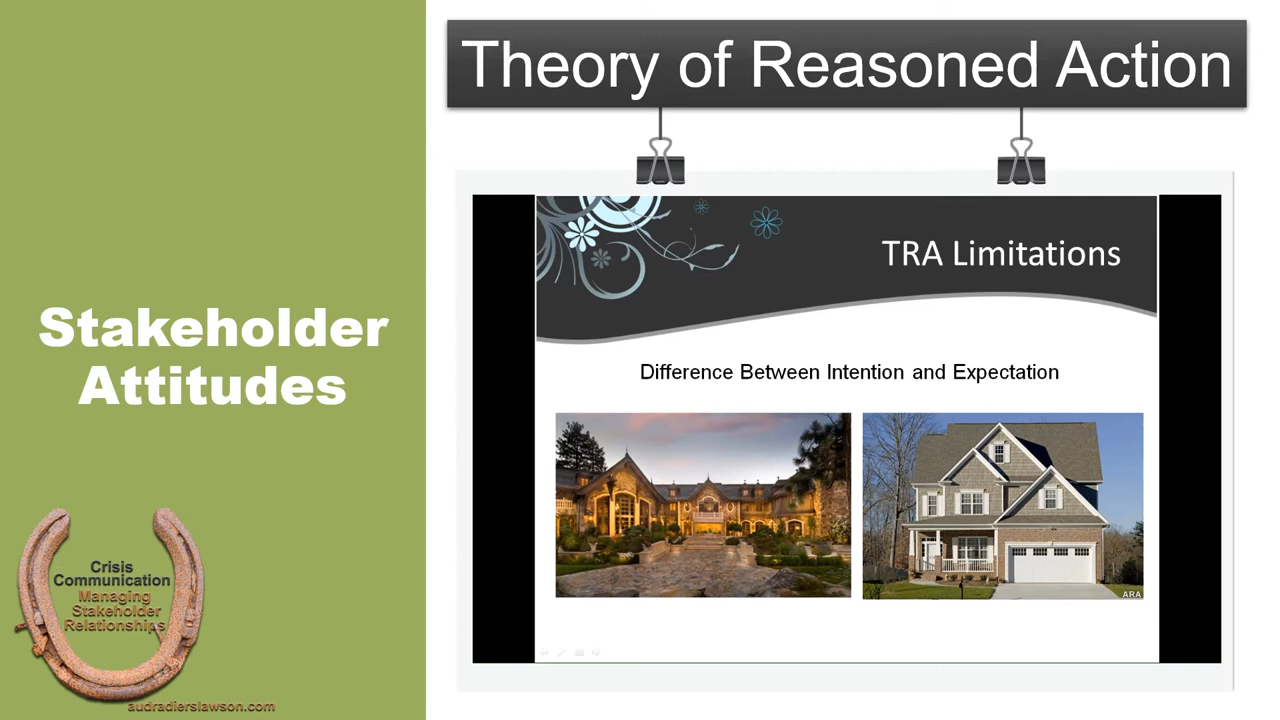 Theory of Reasoned Action
TRA Limitations
Difference Between Intention and Expectation
ARA
Stakeholder
Attitudes
Crisis
Communication
Managing
Stakeholder
Relationships
audradierslawson.com